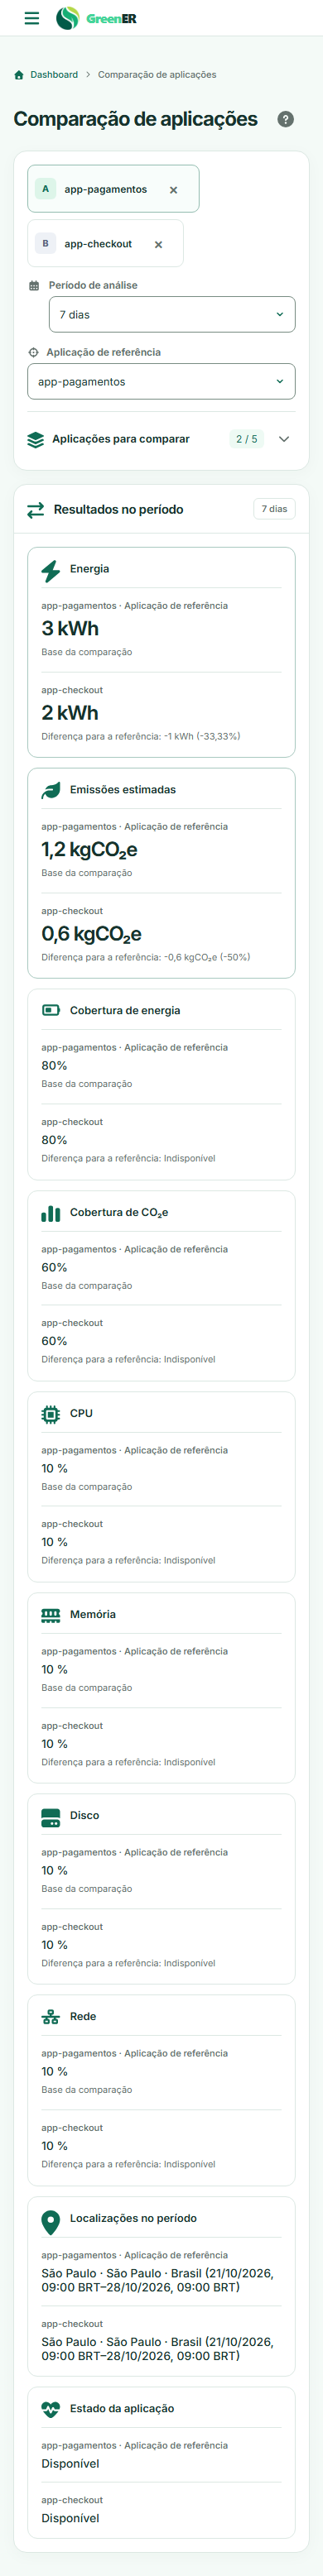 GreenER
Dashboard > Comparação de aplicações
Comparação de aplicações ?
A app-pagamentos ×
B app-checkout ×
Período de análise
7 dias
Aplicação de referência
app-pagamentos
Aplicações para comparar 2 / 5
Resultados no período 7 dias
Energia
app-pagamentos · Aplicação de referência
3 kWh
Base da comparação
app-checkout
2 kWh
Diferença para a referência: -1 kWh (-33,33%)
Emissões estimadas
app-pagamentos · Aplicação de referência
1,2 kgCO₂e
Base da comparação
app-checkout
0,6 kgCO₂e
Diferença para a referência: -0,6 kgCO₂e (-50%)
Cobertura de energia
app-pagamentos · Aplicação de referência
80%
Base da comparação
app-checkout
80%
Diferença para a referência: Indisponível
Cobertura de CO₂e
app-pagamentos · Aplicação de referência
60%
Base da comparação
app-checkout
60%
Diferença para a referência: Indisponível
CPU
app-pagamentos · Aplicação de referência
10 %
Base da comparação
app-checkout
10 %
Diferença para a referência: Indisponível
Memória
app-pagamentos · Aplicação de referência
10 %
Base da comparação
app-checkout
10 %
Diferença para a referência: Indisponível
Disco
app-pagamentos · Aplicação de referência
10 %
Base da comparação
app-checkout
10 %
Diferença para a referência: Indisponível
Rede
app-pagamentos · Aplicação de referência
10 %
Base da comparação
app-checkout
10 %
Diferença para a referência: Indisponível
Localizações no período
app-pagamentos · Aplicação de referência
São Paulo · São Paulo · Brasil (21/10/2026,
09:00 BRT–28/10/2026, 09:00 BRT)
app-checkout
São Paulo · São Paulo · Brasil (21/10/2026,
09:00 BRT–28/10/2026, 09:00 BRT)
Estado da aplicação
app-pagamentos · Aplicação de referência
Disponível
app-checkout
Disponível